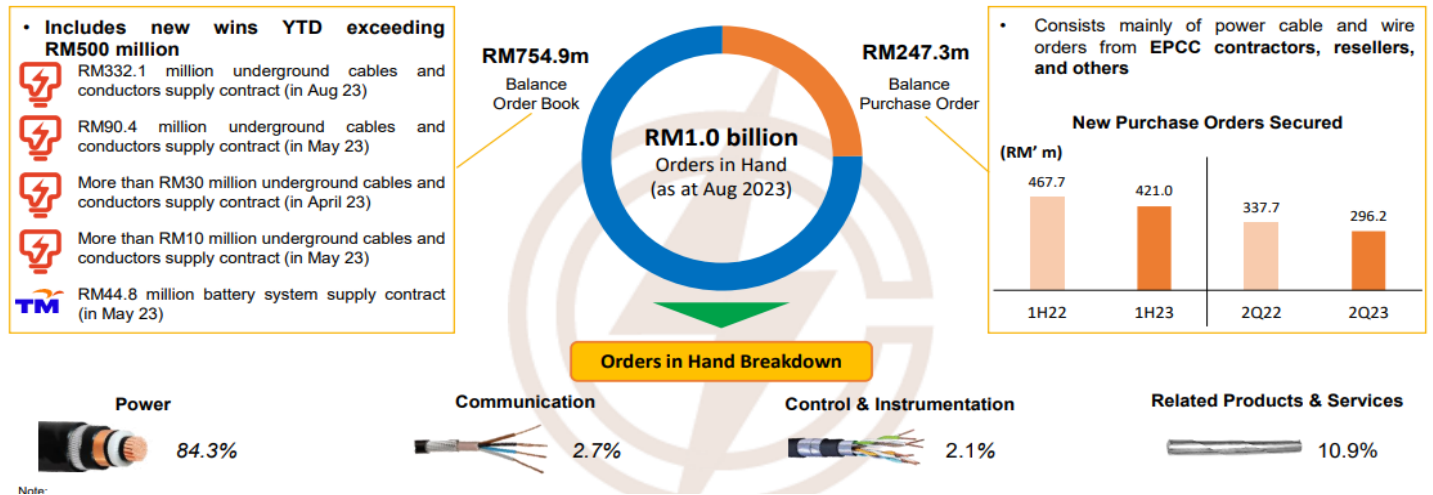 • Includes new wins YTD exceeding
RM500 million
RM332.1 million underground cables and
conductors supply contract (in Aug 23)
RM90.4 million underground cables and
conductors supply contract (in May 23)
More than RM30 million underground cables and
conductors supply contract (in April 23)
More than RM10 million underground cables and
conductors supply contract (in May 23)
TM
RM44.8 million battery system supply contract
(in May 23)
RM754.9m
Balance
Order Book
RM1.0 billion
Orders in Hand
(as at Aug 2023)
RM247.3m
Balance
Purchase Order
• Consists mainly of power cable and wire
orders from EPCC contractors, resellers,
and others
New Purchase Orders Secured
(RM' m)
467.7
421.0
337.7
296.2
1H22
1H23
2Q22
2Q23
Orders in Hand Breakdown
Power
84.3%
Communication
2.7%
Control & Instrumentation
2.1%
Related Products & Services
10.9%
Note: